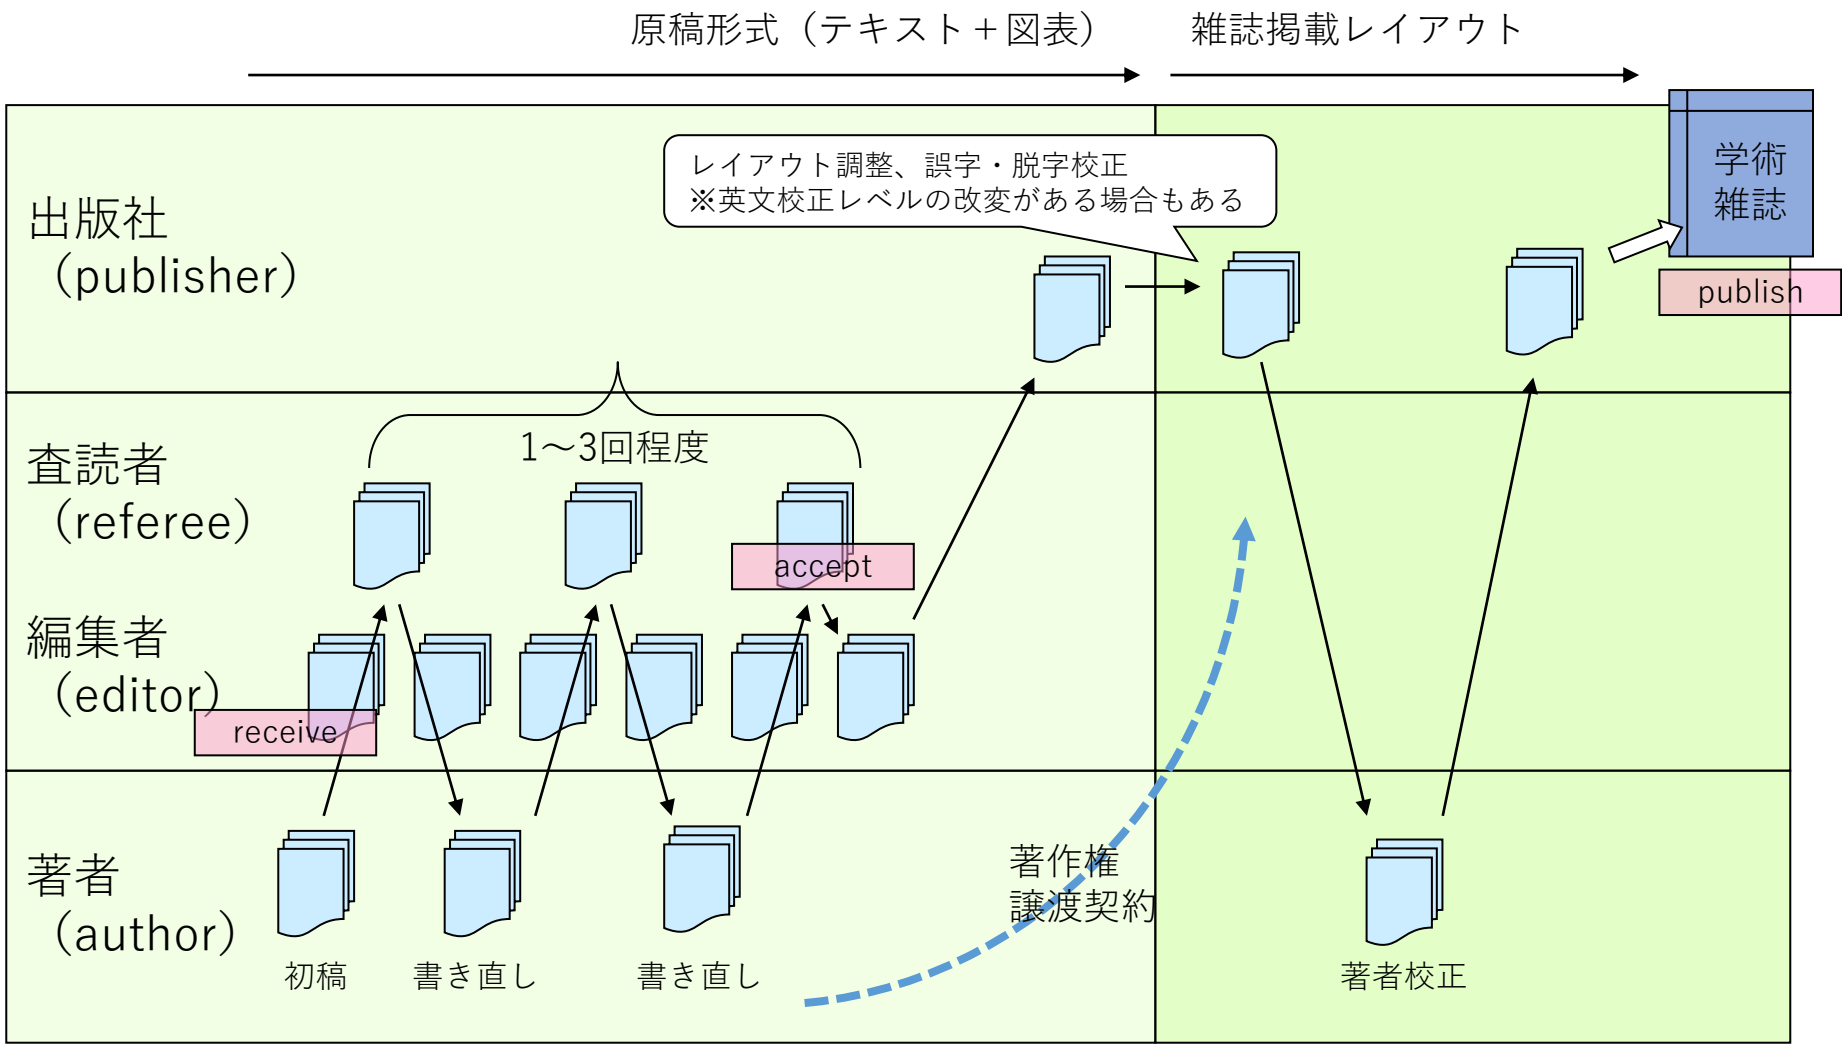 原稿形式（テキスト＋図表）
雑誌掲載レイアウト
レイアウト調整、誤字・脱字校正
※英文校正レベルの改変がある場合もある
学術
雑誌
publish
出版社
（publisher）
1～3回程度
査読者
（referee）
accept
編集者
（editor）
receive
著者
（author）
初稿
書き直し
書き直し
著作権
譲渡契約
著者校正